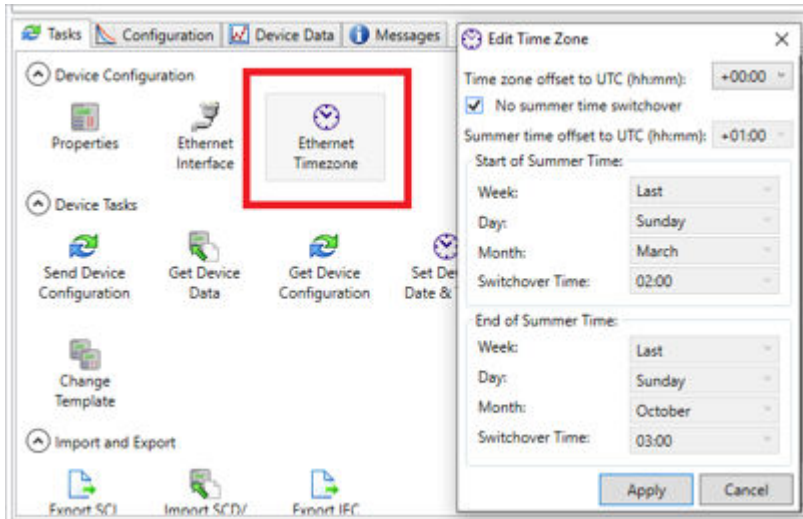 Tasks Configuration Device Data Messages
Device Configuration
Properties
Ethernet
Interface
Ethernet
Timezone
Device Tasks
Send Device
Configuration
Get Device
Data
Get Device
Configuration
Set De
Date &
Change
Template
Import and Export
Export SCL
Import SCD/
Export IEC
Edit Time Zone
Time zone offset to UTC (hh:mm): +00:00
No summer time switchover
Summer time offset to UTC (hh:mm): +01:00
Start of Summer Time:
Week: Last
Day: Sunday
Month: March
Switchover Time: 02:00
End of Summer Time:
Week: Last
Day: Sunday
Month: October
Switchover Time: 03:00
Apply Cancel